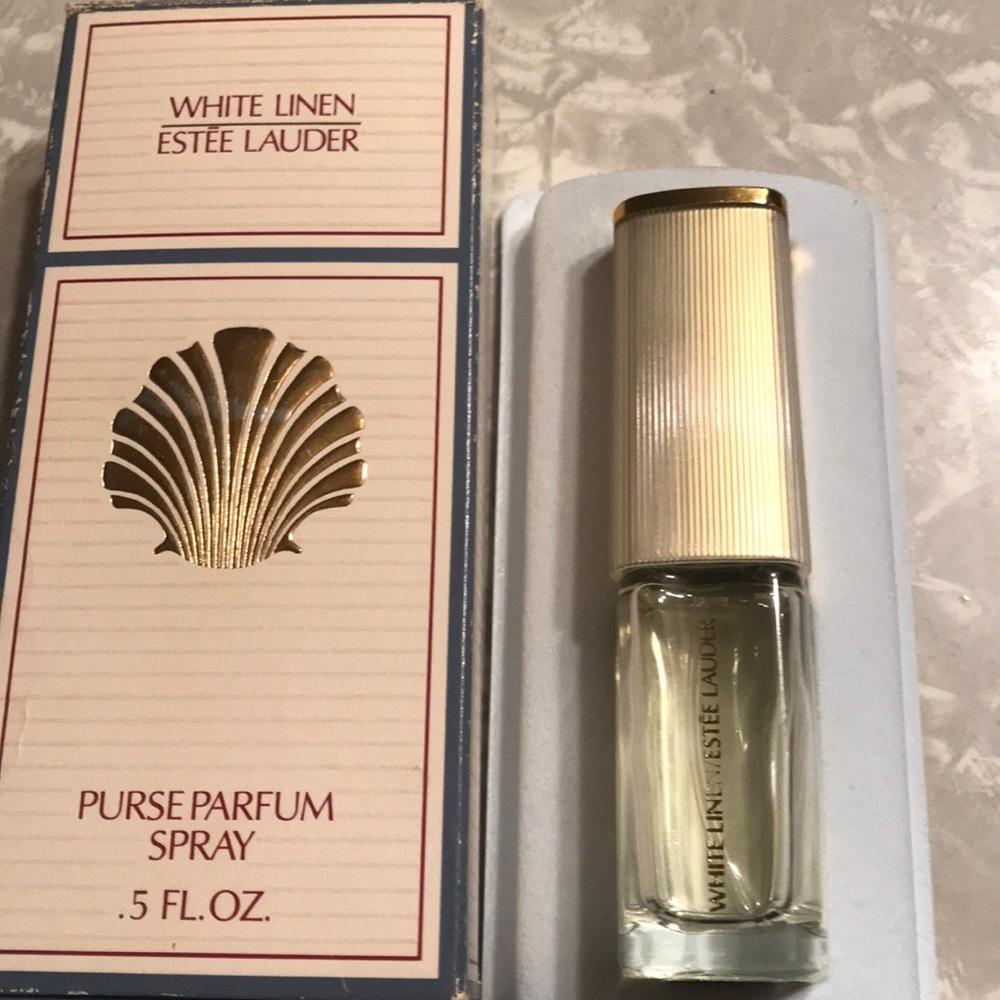 WHITE LINEN
ESTĒE LAUDER
PURSE PARFUM
SPRAY
.5 FL. OZ.
WHITE LINEN/ESTĒE LAUDER